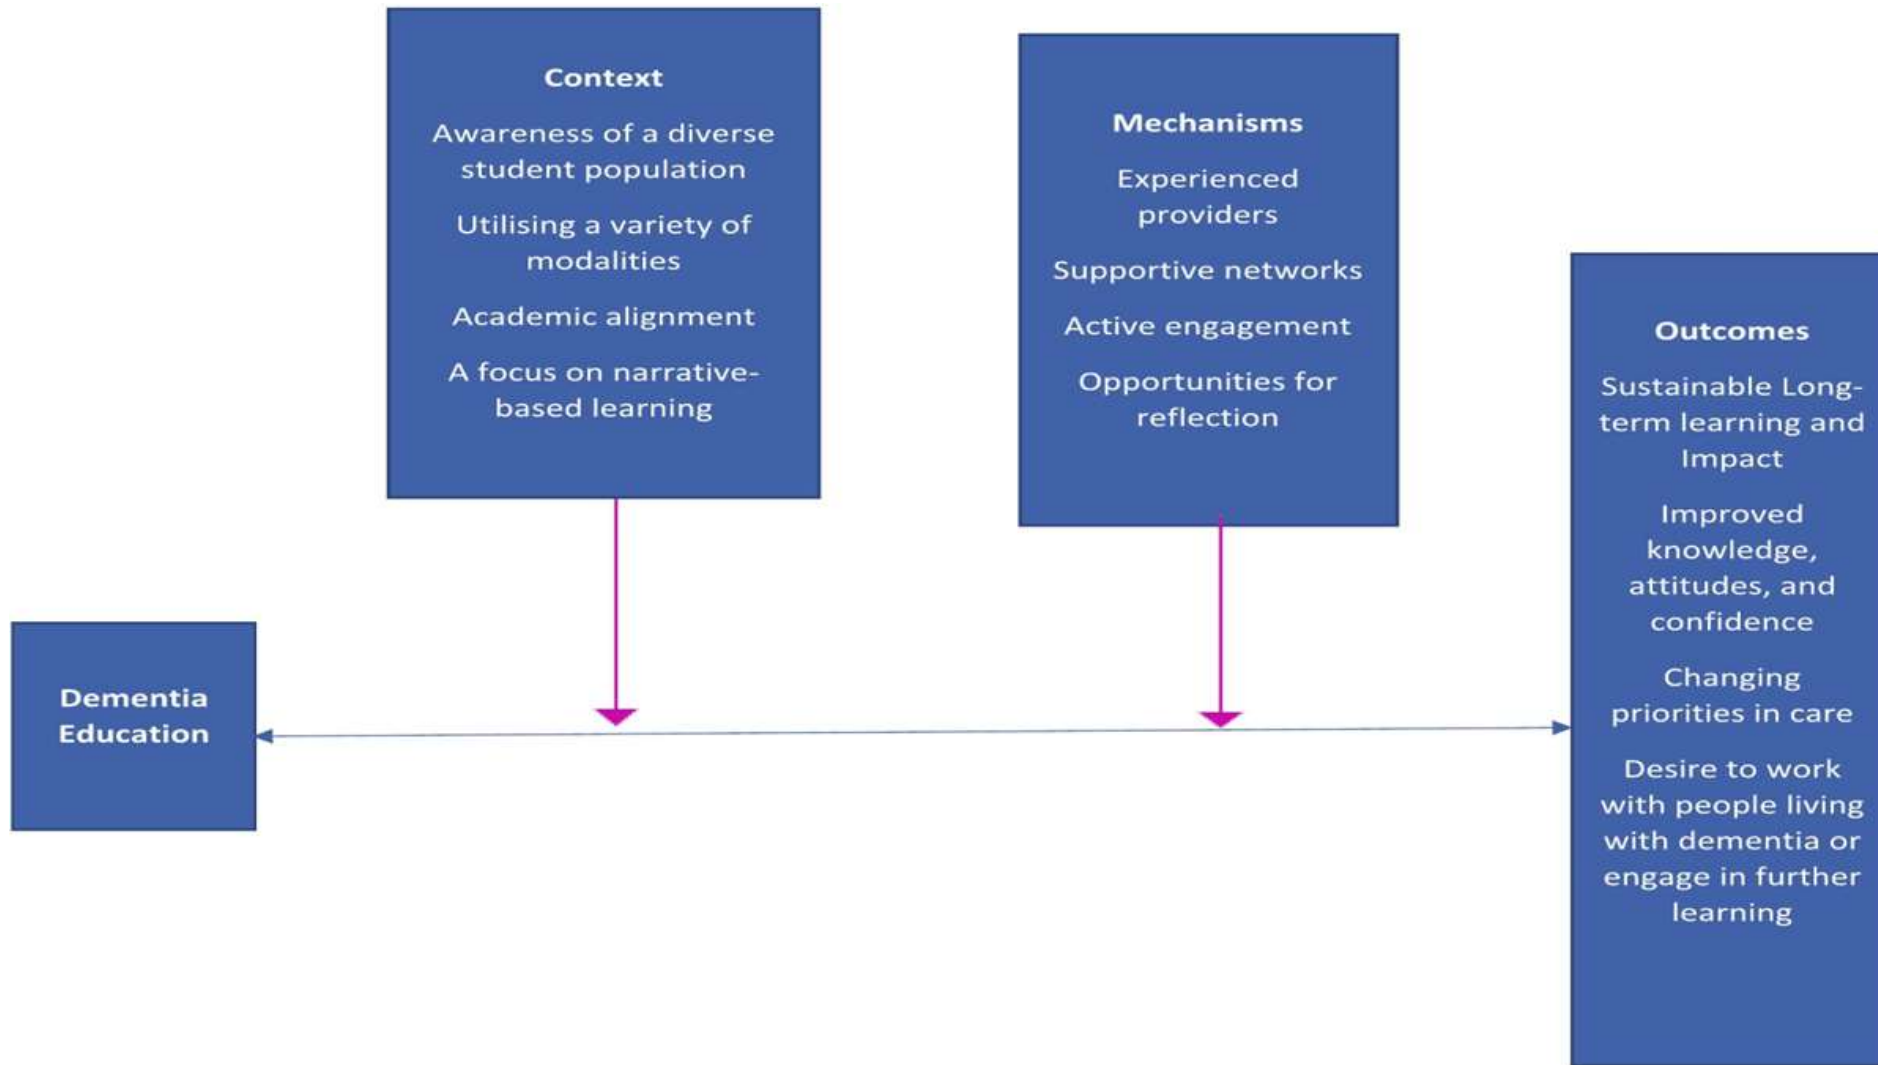 Context
Awareness of a diverse
student population
Utilising a variety of
modalities
Academic alignment
A focus on narrative-
based learning
Mechanisms
Experienced
providers
Supportive networks
Active engagement
Opportunities for
reflection
Outcomes
Sustainable Long-
term learning and
Impact
Improved
knowledge,
attitudes, and
confidence
Changing
priorities in care
Desire to work
with people living
with dementia or
engage in further
learning
Dementia
Education